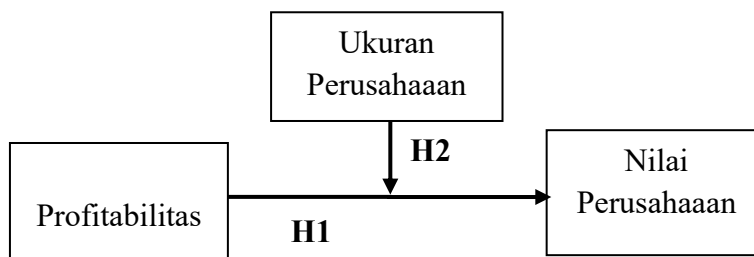 Ukuran
Perusahaaan
H2
Nilai
Perusahaaan
Profitabilitas
H1